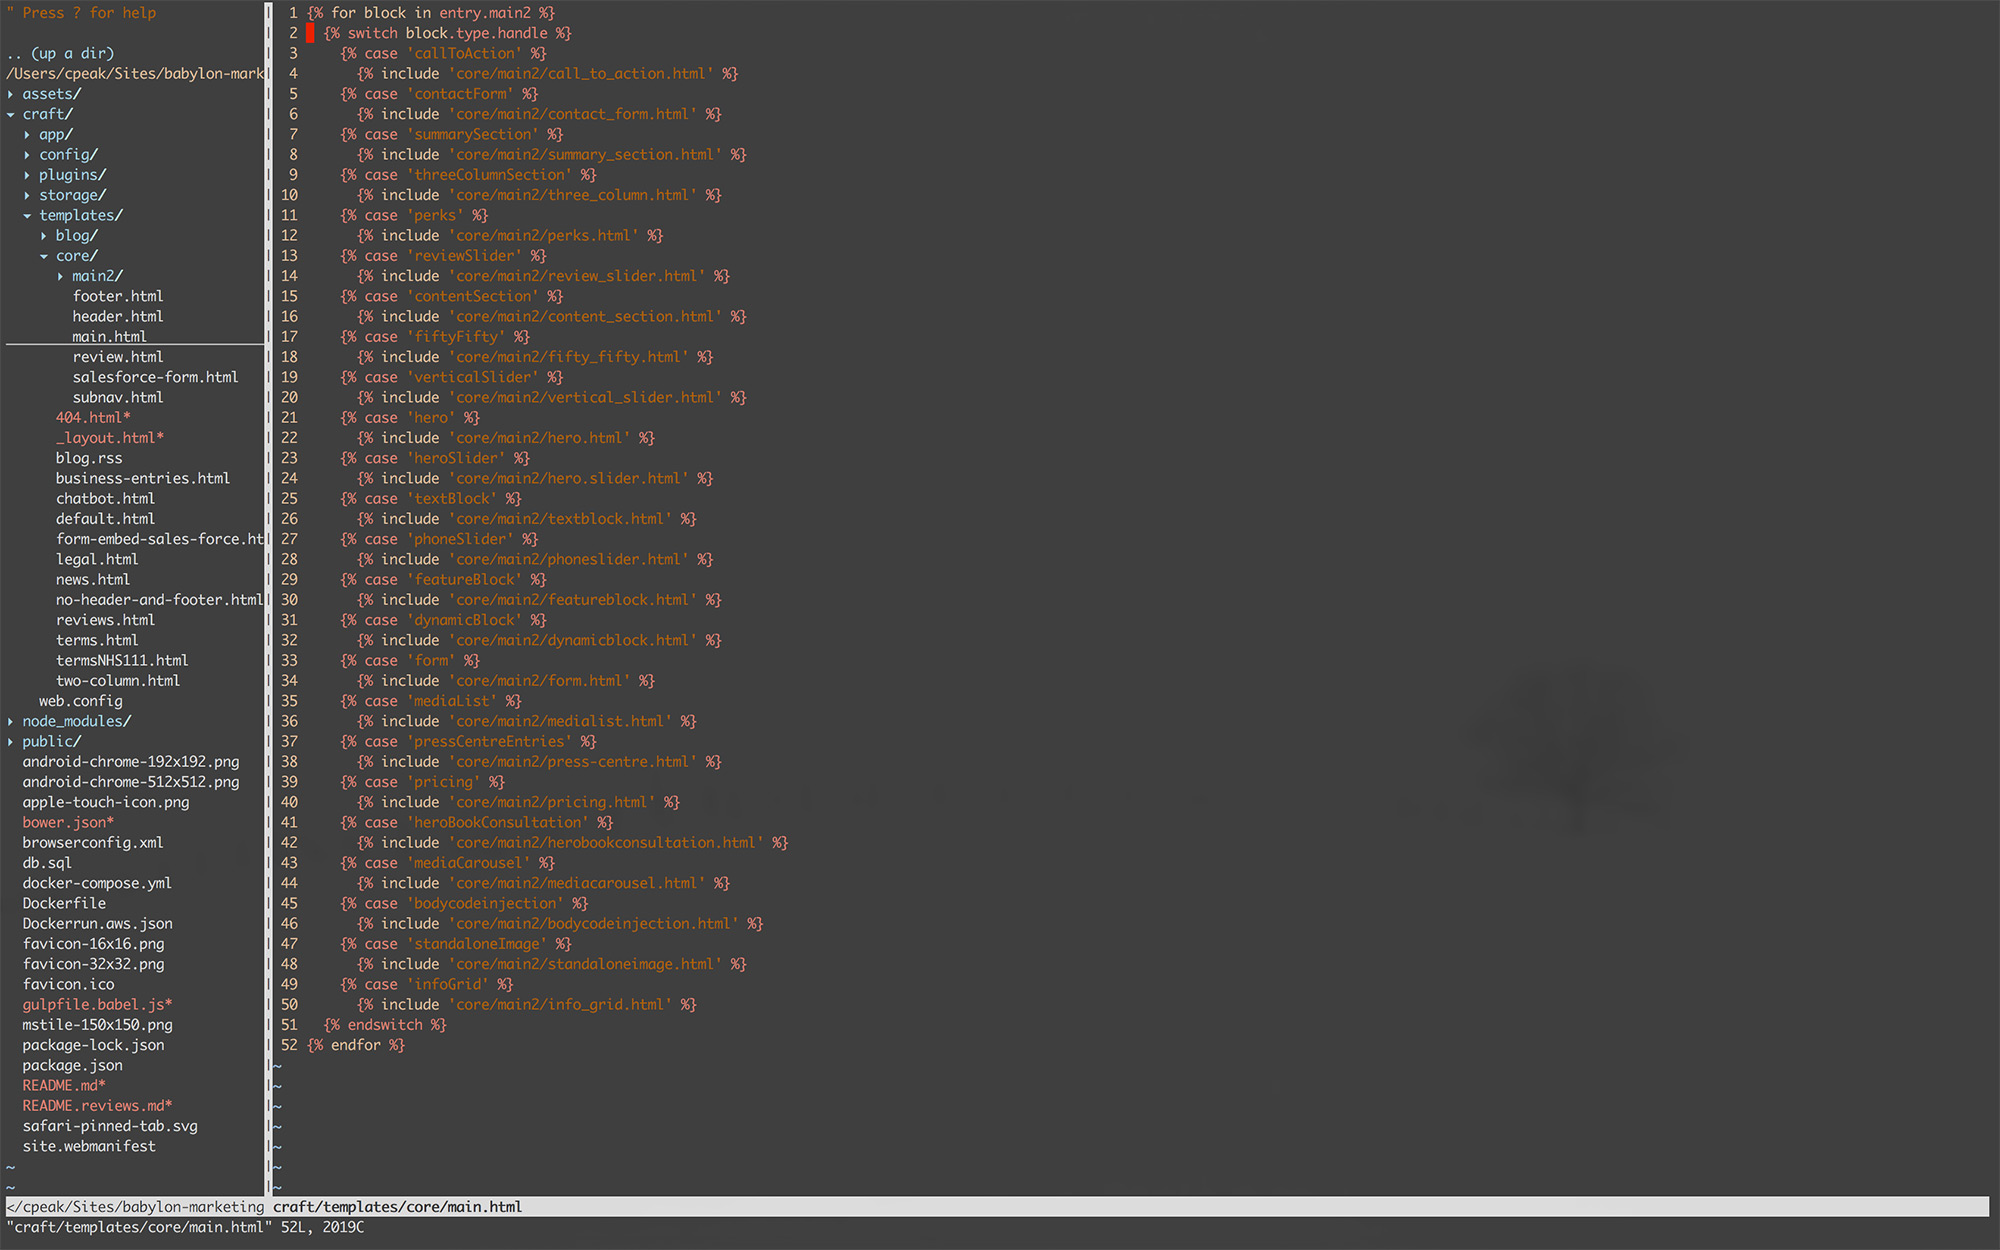 " Press ? for help
.. (up a dir)
/Users/cpeak/Sites/babylon-mark
▸ assets/
▾ craft/
▸ app/
▸ config/
▸ plugins/
▸ storage/
▾ templates/
▸ blog/
▾ core/
▸ main2/
footer.html
header.html
main.html
review.html
salesforce-form.html
subnav.html
404.html*
_layout.html*
blog.rss
business-entries.html
chatbot.html
default.html
form-embed-sales-force.ht
legal.html
news.html
no-header-and-footer.html
reviews.html
terms.html
termsNHS111.html
two-column.html
web.config
▸ node_modules/
▸ public/
android-chrome-192x192.png
android-chrome-512x512.png
apple-touch-icon.png
bower.json*
browserconfig.xml
db.sql
docker-compose.yml
Dockerfile
Dockerrun.aws.json
favicon-16x16.png
favicon-32x32.png
favicon.ico
gulpfile.babel.js*
mstile-150x150.png
package-lock.json
package.json
README.md*
README.reviews.md*
safari-pinned-tab.svg
site.webmanifest
~
~
1 {% for block in entry.main2 %}
2 {% switch block.type.handle %}
3 {% case 'callToAction' %}
4 {% include 'core/main2/call_to_action.html' %}
5 {% case 'contactForm' %}
6 {% include 'core/main2/contact_form.html' %}
7 {% case 'summarySection' %}
8 {% include 'core/main2/summary_section.html' %}
9 {% case 'threeColumnSection' %}
10 {% include 'core/main2/three_column.html' %}
11 {% case 'perks' %}
12 {% include 'core/main2/perks.html' %}
13 {% case 'reviewSlider' %}
14 {% include 'core/main2/review_slider.html' %}
15 {% case 'contentSection' %}
16 {% include 'core/main2/content_section.html' %}
17 {% case 'fiftyFifty' %}
18 {% include 'core/main2/fifty_fifty.html' %}
19 {% case 'verticalSlider' %}
20 {% include 'core/main2/vertical_slider.html' %}
21 {% case 'hero' %}
22 {% include 'core/main2/hero.html' %}
23 {% case 'heroSlider' %}
24 {% include 'core/main2/hero.slider.html' %}
25 {% case 'textBlock' %}
26 {% include 'core/main2/textblock.html' %}
27 {% case 'phoneSlider' %}
28 {% include 'core/main2/phoneslider.html' %}
29 {% case 'featureBlock' %}
30 {% include 'core/main2/featureblock.html' %}
31 {% case 'dynamicBlock' %}
32 {% include 'core/main2/dynamicblock.html' %}
33 {% case 'form' %}
34 {% include 'core/main2/form.html' %}
35 {% case 'mediaList' %}
36 {% include 'core/main2/medialist.html' %}
37 {% case 'pressCentreEntries' %}
38 {% include 'core/main2/press-centre.html' %}
39 {% case 'pricing' %}
40 {% include 'core/main2/pricing.html' %}
41 {% case 'heroBookConsultation' %}
42 {% include 'core/main2/herobookconsultation.html' %}
43 {% case 'mediaCarousel' %}
44 {% include 'core/main2/mediacarousel.html' %}
45 {% case 'bodycodeinjection' %}
46 {% include 'core/main2/bodycodeinjection.html' %}
47 {% case 'standaloneImage' %}
48 {% include 'core/main2/standaloneimage.html' %}
49 {% case 'infoGrid' %}
50 {% include 'core/main2/info_grid.html' %}
51 {% endswitch %}
52 {% endfor %}
~
~
~
~
~
~
~
</cpeak/Sites/babylon-marketing craft/templates/core/main.html
"craft/templates/core/main.html" 52L, 2019C